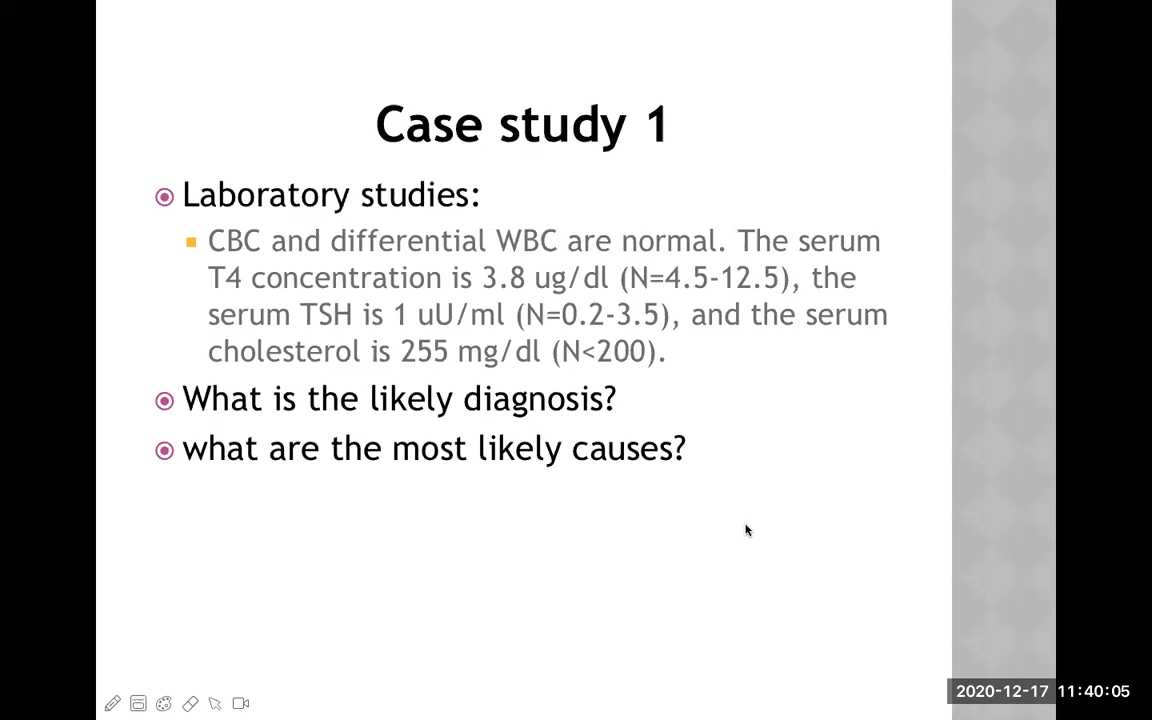 Case study 1
Laboratory studies:
CBC and differential WBC are normal. The serum
T4 concentration is 3.8 ug/dl (N=4.5-12.5), the
serum TSH is 1 uU/ml (N=0.2-3.5), and the serum
cholesterol is 255 mg/dl (N<200).
What is the likely diagnosis?
what are the most likely causes?
2020-12-17 11:40:05